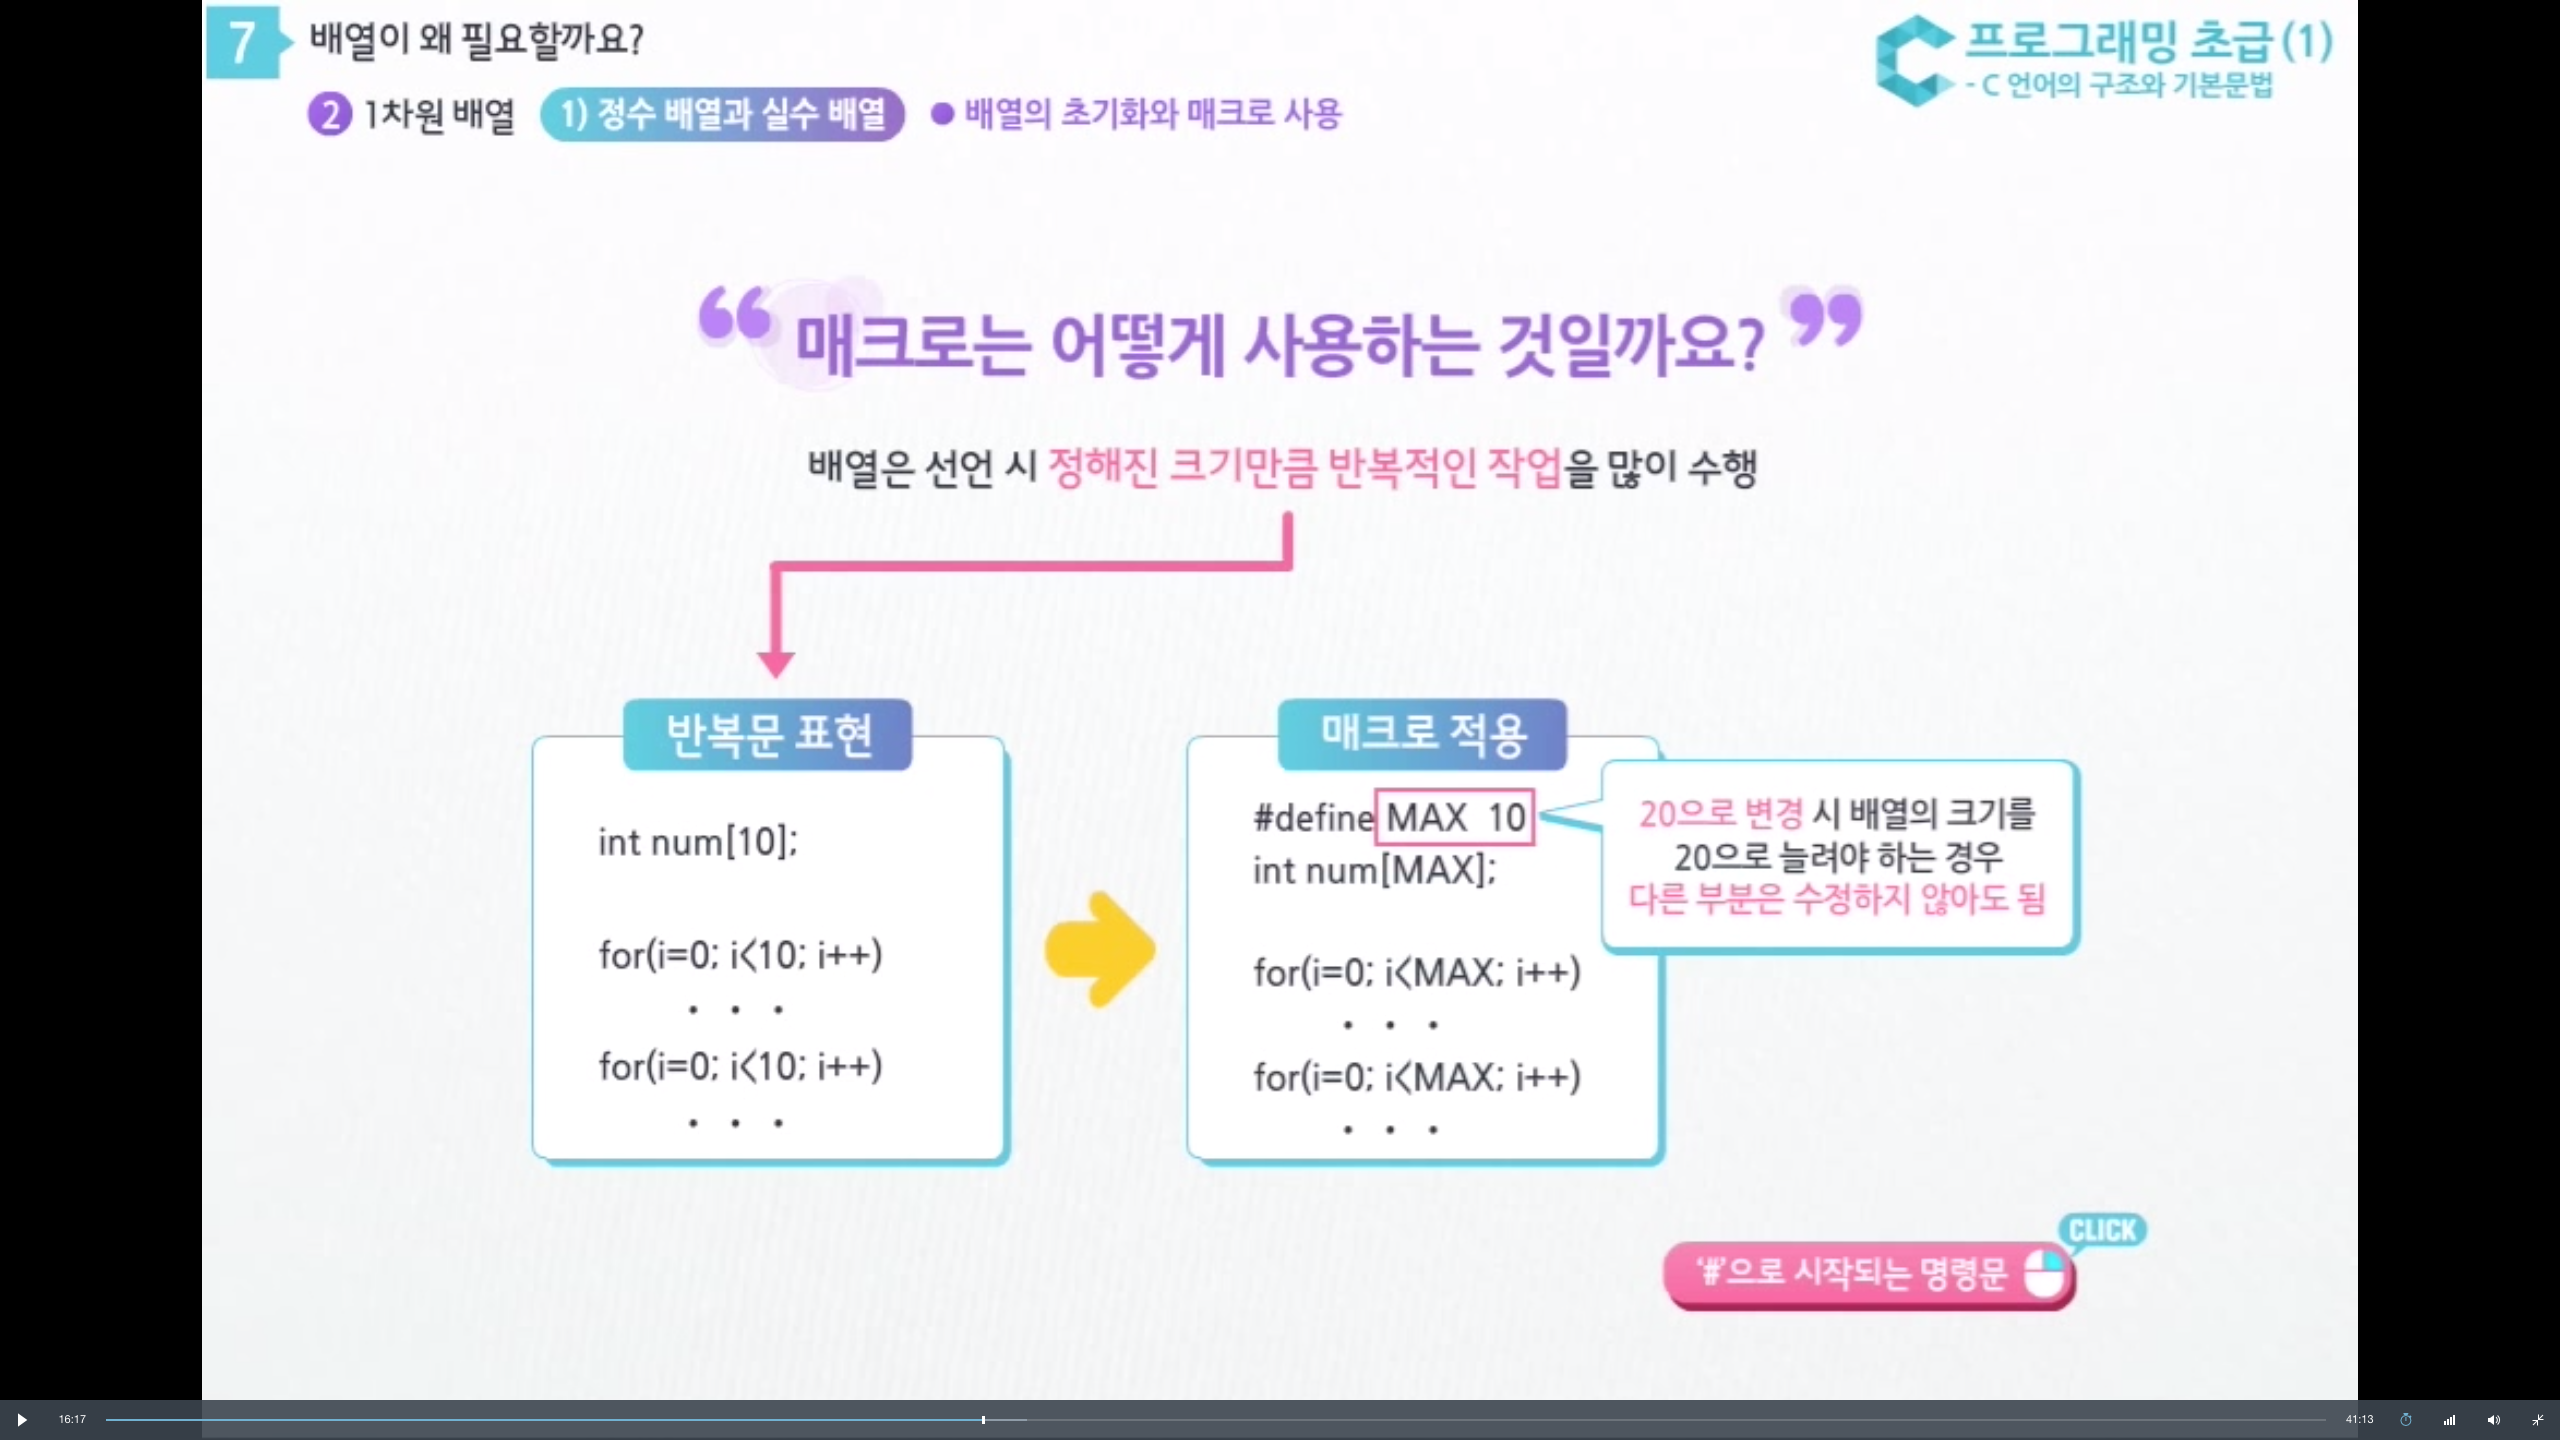 7
배열이 왜 필요할까요?
프로그래밍 초급(1)
- C 언어의 구조와 기본문법
2 1차원 배열 1) 정수 배열과 실수 배열 ● 배열의 초기화와 매크로 사용
“ 매크로는 어떻게 사용하는 것일까요? ”
배열은 선언 시 정해진 크기만큼 반복적인 작업을 많이 수행
반복문 표현
int num[10];
for(i=0; i<10; i++)
• • •
for(i=0; i<10; i++)
• • •
매크로 적용
#define MAX 10
int num[MAX];
for(i=0; i<MAX; i++)
• • •
for(i=0; i<MAX; i++)
• • •
20으로 변경 시 배열의 크기를
20으로 늘려야 하는 경우
다른 부분은 수정하지 않아도 됨
CLICK
‘#’으로 시작되는 명령문
16:17
41:13